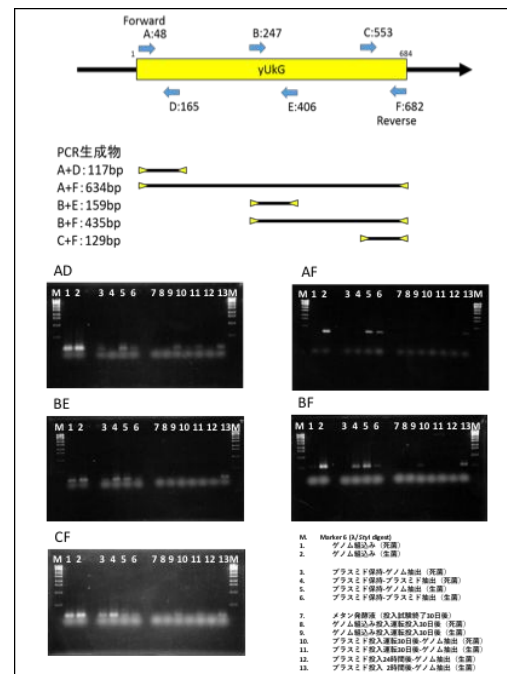 Forward
A:48 B:247 C:553
1 684
yUkG
D:165 E:406 F:682
Reverse
PCR生成物
A+D:117bp
A+F:634bp
B+E:159bp
B+F:435bp
C+F:129bp
AD
M 1 2 3 4 5 6 7 8 9 10 11 12 13 M
AF
M 1 2 3 4 5 6 7 8 9 10 11 12 13 M
BE
M 1 2 3 4 5 6 7 8 9 10 11 12 13 M
BF
M 1 2 3 4 5 6 7 8 9 10 11 12 13 M
CF
M 1 2 3 4 5 6 7 8 9 10 11 12 13 M
M. Marker 6 (λ/Styl digest)
1. ゲノム組込み（死菌）
2. ゲノム組込み（生菌）
3. プラスミド保持-ゲノム抽出（死菌）
4. プラスミド保持-プラスミド抽出（死菌）
5. プラスミド保持-ゲノム抽出（生菌）
6. プラスミド保持-プラスミド抽出（生菌）
7. メタン発酵液（投入試験終了30日後）
8. ゲノム組込み投入運転投入30日後（死菌）
9. ゲノム組込み投入運転投入30日後（生菌）
10. プラスミド投入運転30日後-ゲノム抽出（死菌）
11. プラスミド投入運転30日後-ゲノム抽出（生菌）
12. プラスミド投入24時間後-ゲノム抽出（生菌）
13. プラスミド投入 2時間後-ゲノム抽出（生菌）